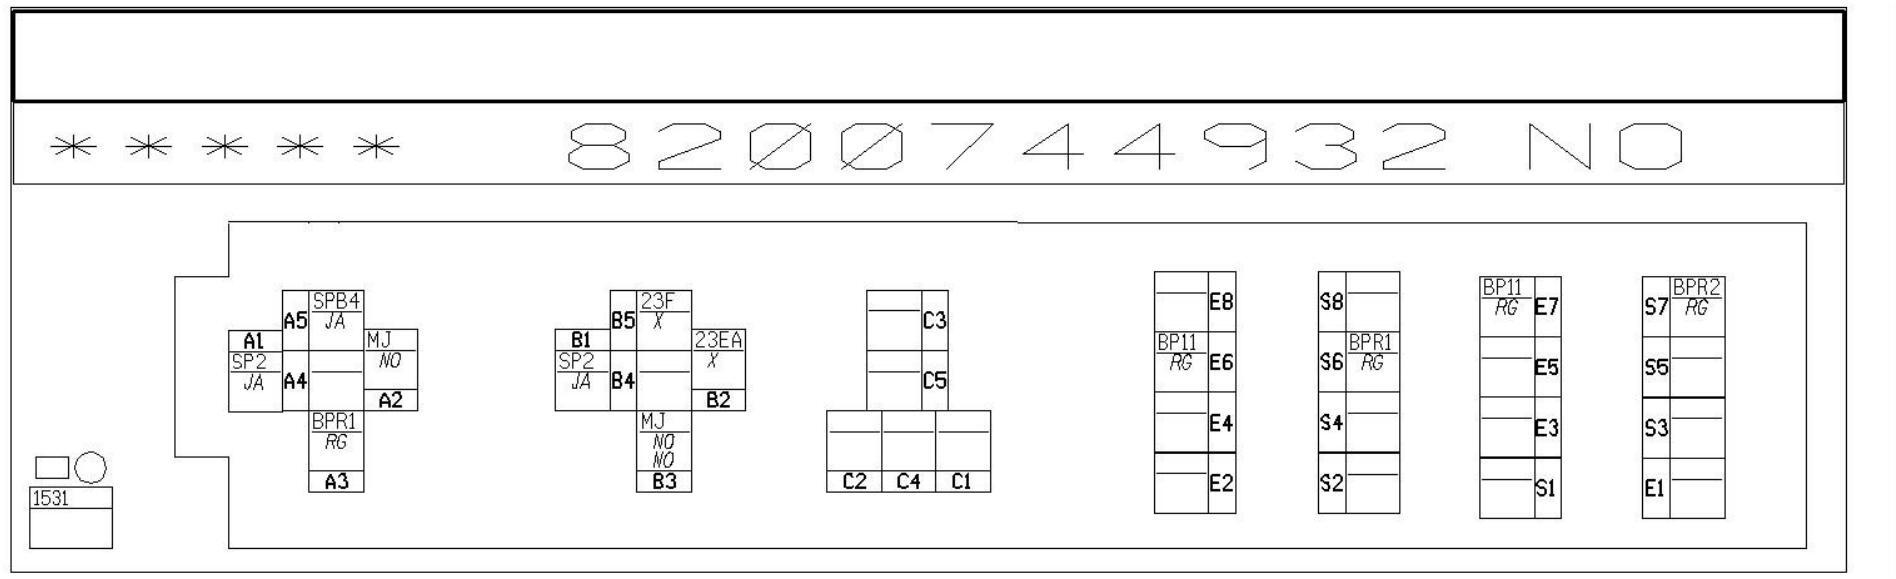 * * * * * 8200744932 NO
A5 SPB4 JA
A1 SP2 JA
A4
MJ NO A2
BPR1 RG A3
B5 23F X
B1 SP2 JA
B4
23EA X B2
MJ NO NO B3
C3
C5
C2 C4 C1
E8
BP11 RG E6
E4
E2
S8
S6 BPR1 RG
S4
S2
BP11 RG E7
E5
E3
S1
S7 BPR2 RG
S5
S3
E1
1531